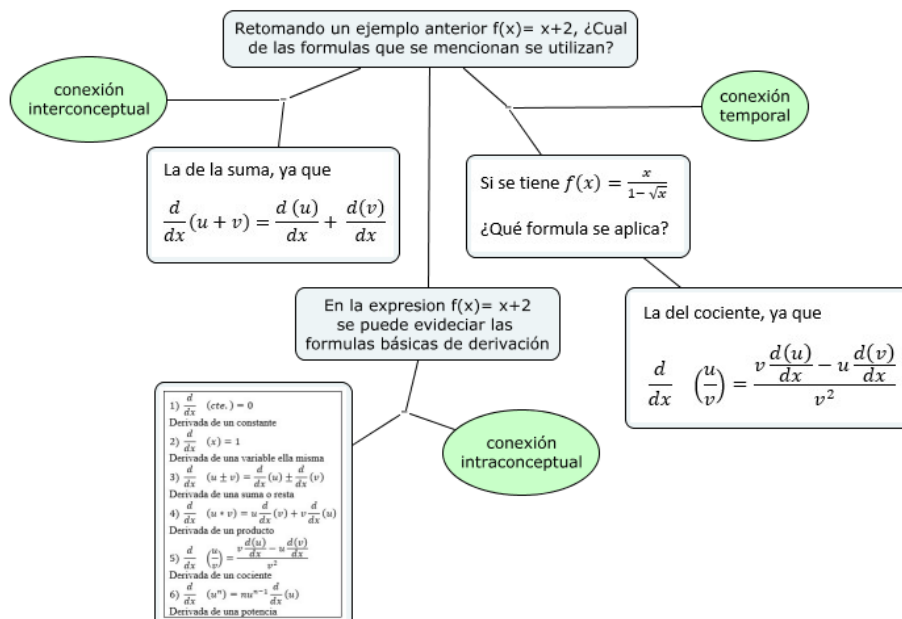 Retomando un ejemplo anterior f(x)= x+2, ¿Cual
de las formulas que se mencionan se utilizan?
conexión
interconceptual
conexión
temporal
La de la suma, ya que
d/dx (u + v) = d (u)/dx + d(v)/dx
Si se tiene f(x) = x/(1− √x)
¿Qué formula se aplica?
En la expresion f(x)= x+2
se puede evideciar las
formulas básicas de derivación
La del cociente, ya que
d/dx (u/v) = (v d(u)/dx − u d(v)/dx)/v²
1) d/dx (cte.) = 0
Derivada de una constante
2) d/dx (x) = 1
Derivada de una variable ella misma
3) d/dx (u ± v) = d/dx (u) ± d/dx (v)
Derivada de una suma o resta
4) d/dx (u * v) = u d/dx (v) + v d/dx (u)
Derivada de un producto
5) d/dx (u/v) = (v d(u)/dx − u d(v)/dx)/v²
Derivada de un cociente
6) d/dx (uⁿ) = nuⁿ⁻¹ d/dx (u)
Derivada de una potencia
conexión
intraconceptual